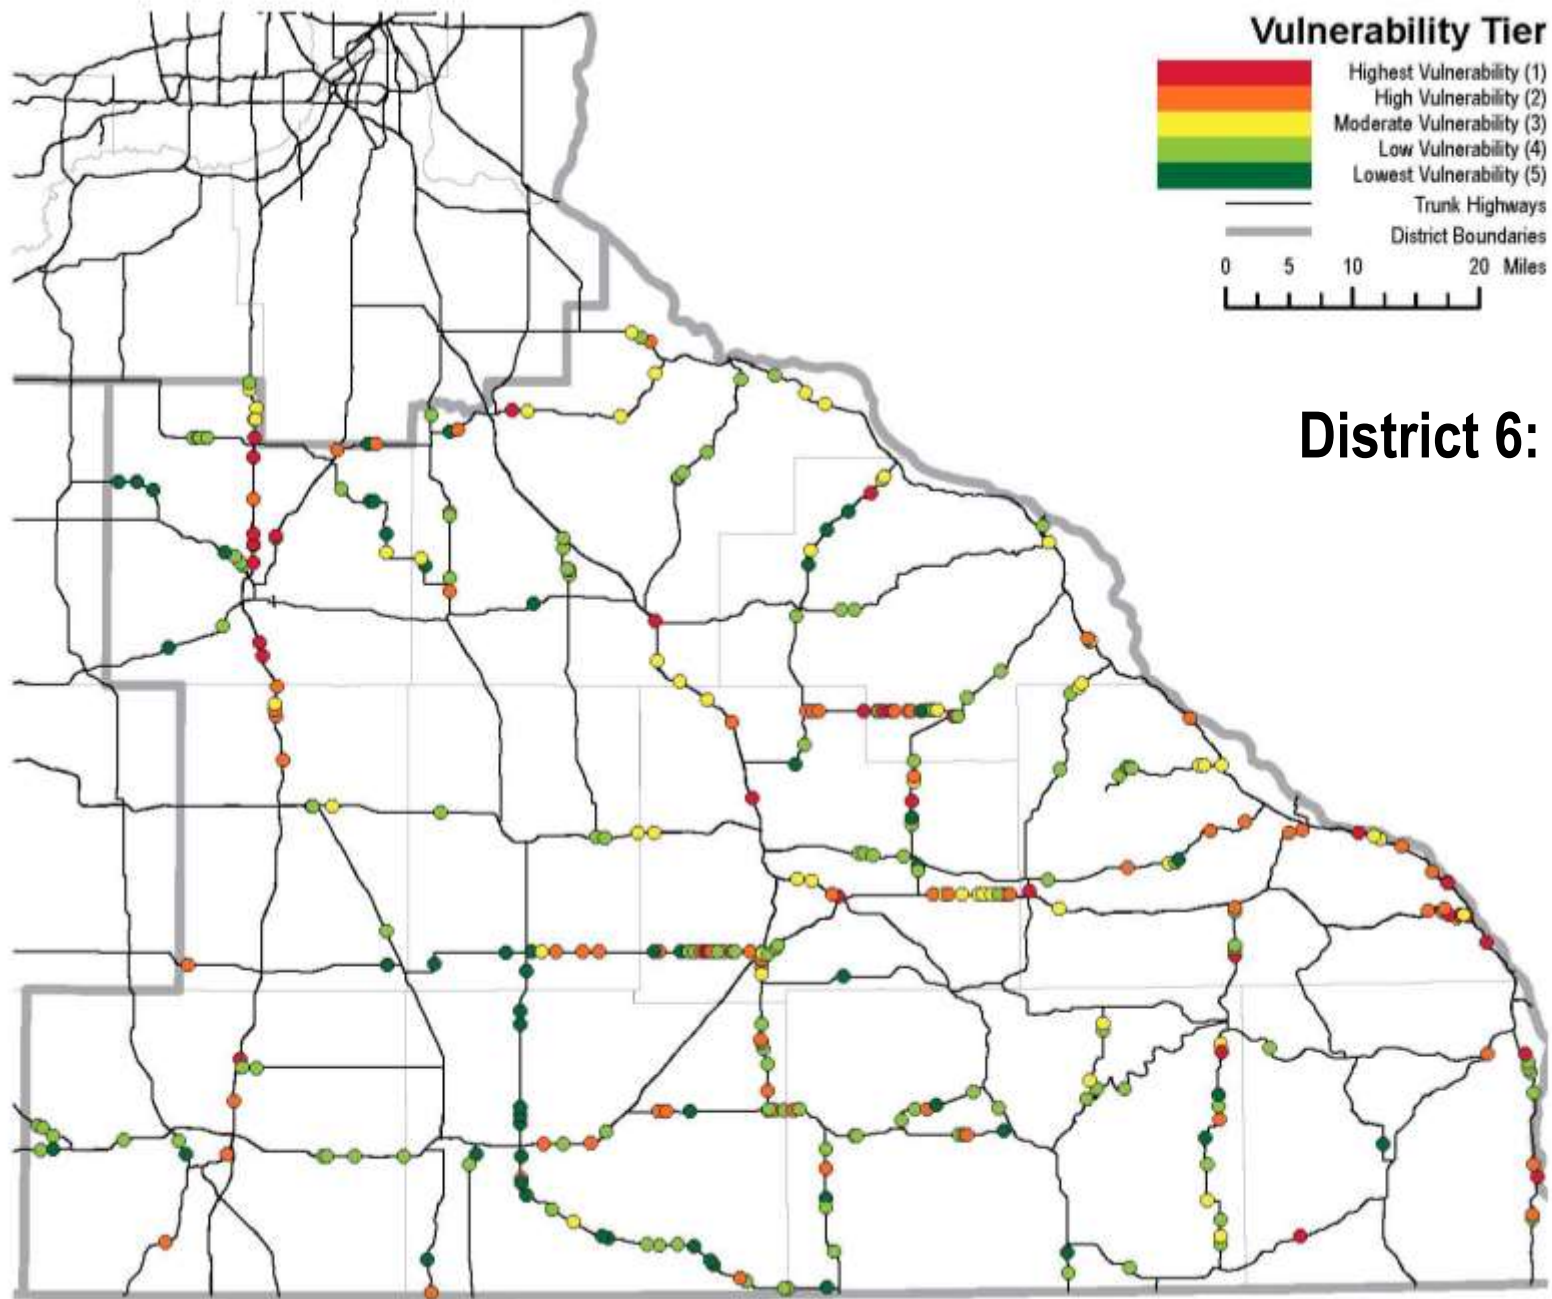 Vulnerability Tier
Highest Vulnerability (1)
High Vulnerability (2)
Moderate Vulnerability (3)
Low Vulnerability (4)
Lowest Vulnerability (5)
Trunk Highways
District Boundaries
0 5 10 20 Miles
District 6: